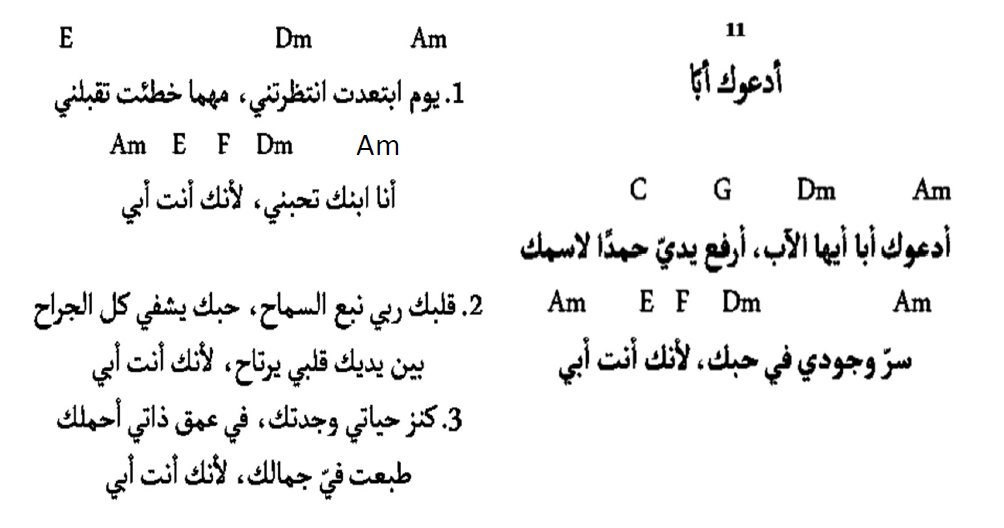 11
أدعوك أبًا
C G Dm Am
أدعوك أبا أيها الآب، أرفع يديّ حمدًا لاسمك
Am E F Dm Am
سرّ وجودي في حبك، لأنك أنت أبي
E Dm Am
1. يوم ابتعدت انتظرتني، مهما خطئت تقبلني
Am E F Dm Am
أنا ابنك تحبني، لأنك أنت أبي
2. قلبك ربي نبع السماح، حبك يشفي كل الجراح
بين يديك قلبي يرتاح، لأنك أنت أبي
3. كنز حياتي وجدتك، في عمق ذاتي أحملك
طبعت فيّ جمالك، لأنك أنت أبي